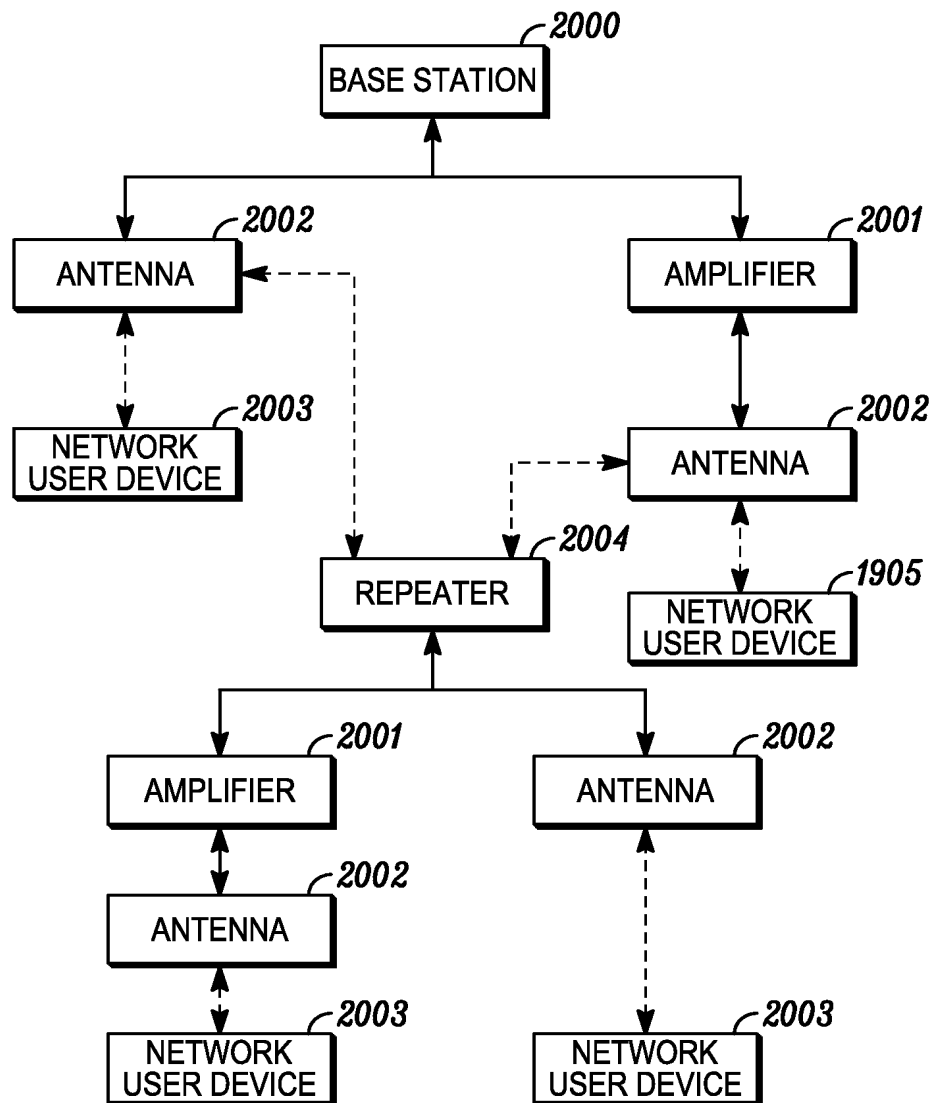 2000
BASE STATION
2002
ANTENNA
2001
AMPLIFIER
2003
NETWORK
USER DEVICE
2002
ANTENNA
2004
REPEATER
1905
NETWORK
USER DEVICE
2001
AMPLIFIER
2002
ANTENNA
2002
ANTENNA
2003
NETWORK
USER DEVICE
2003
NETWORK
USER DEVICE